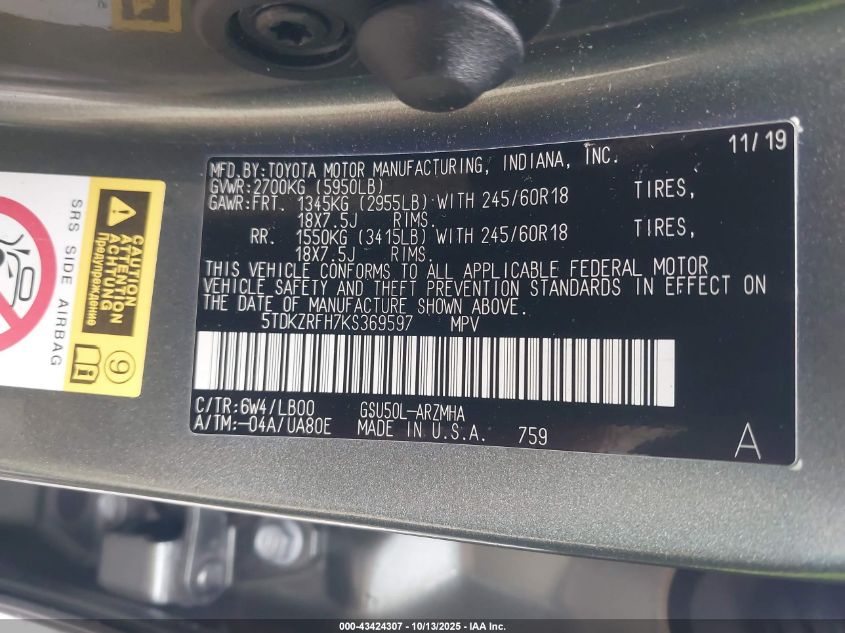 MFD.BY:TOYOTA MOTOR MANUFACTURING, INDIANA, INC. 11/19
GVWR:2700KG (5950LB)
GAWR:FRT. 1345KG (2955LB) WITH 245/60R18 TIRES,
18X7.5J RIMS.
RR. 1550KG (3415LB) WITH 245/60R18 TIRES,
18X7.5J RIMS.
THIS VEHICLE CONFORMS TO ALL APPLICABLE FEDERAL MOTOR
VEHICLE SAFETY AND THEFT PREVENTION STANDARDS IN EFFECT ON
THE DATE OF MANUFACTURE SHOWN ABOVE.
5TDKZRFH7KS369597 MPV
C/TR:6W4/LB00 GSU50L-ARZMHA
A/TM:-04A/UA80E MADE IN U.S.A. 759 A
SRS SIDE AIRBAG
CAUTION
ATTENTION
ACHTUNG
Предупреждение
9
000-43424307 - 10/13/2025 - IAA Inc.